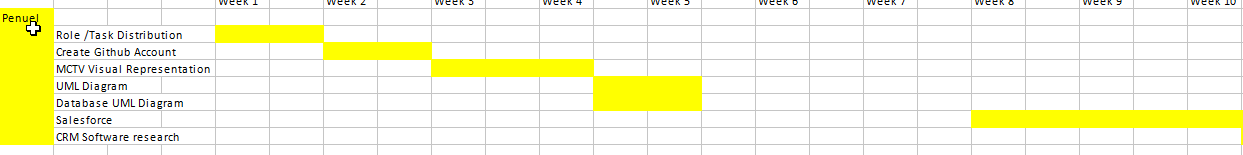 Week 1 Week 2 Week 3 Week 4 Week 5 Week 6 Week 7 Week 8 Week 9 Week 10
Penuel
Role /Task Distribution
Create Github Account
MCTV Visual Representation
UML Diagram
Database UML Diagram
Salesforce
CRM Software research